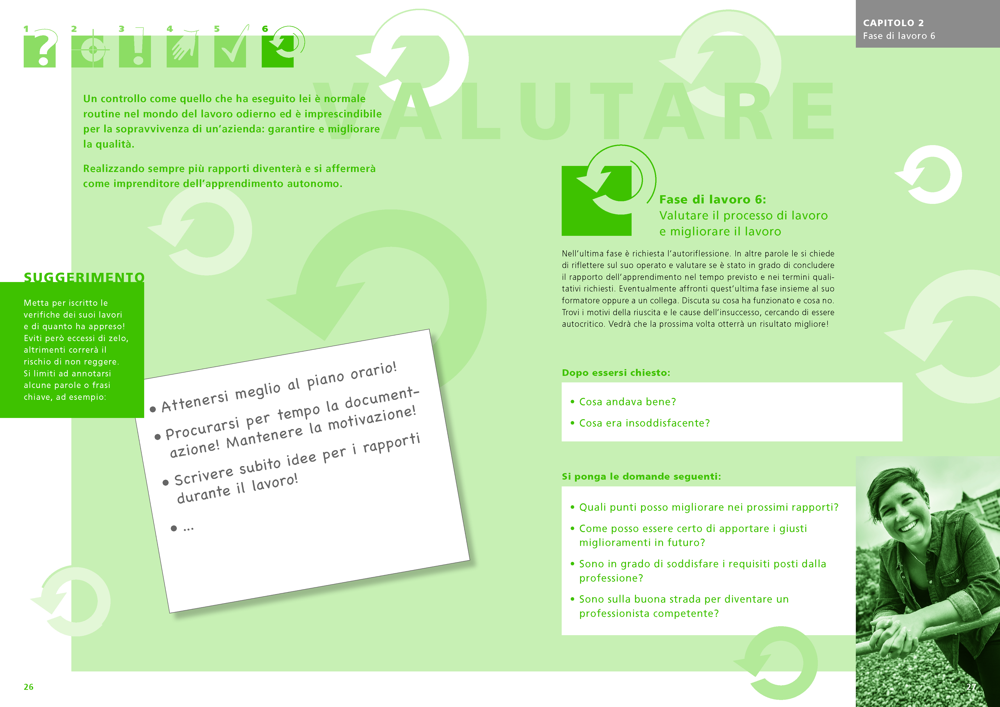 1 2 3 4 5 6
CAPITOLO 2
Fase di lavoro 6
VALUTARE
Un controllo come quello che ha eseguito lei è normale
routine nel mondo del lavoro odierno ed è imprescindibile
per la sopravvivenza di un’azienda: garantire e migliorare
la qualità.
Realizzando sempre più rapporti diventerà e si affermerà
come imprenditore dell’apprendimento autonomo.
SUGGERIMENTO
Metta per iscritto le
verifiche dei suoi lavori
e di quanto ha appreso!
Eviti però eccessi di zelo,
altrimenti correrà il
rischio di non reggere.
Si limiti ad annotarsi
alcune parole o frasi
chiave, ad esempio:
• Attenersi meglio al piano orario!
• Procurarsi per tempo la document-
azione! Mantenere la motivazione!
• Scrivere subito idee per i rapporti
durante il lavoro!
• ...
26
Fase di lavoro 6:
Valutare il processo di lavoro
e migliorare il lavoro
Nell’ultima fase è richiesta l’autoriflessione. In altre parole le si chiede
di riflettere sul suo operato e valutare se è stato in grado di concludere
il rapporto dell’apprendimento nel tempo previsto e nei termini quali-
tativi richiesti. Eventualmente affronti quest’ultima fase insieme al suo
formatore oppure a un collega. Discuta su cosa ha funzionato e cosa no.
Trovi i motivi della riuscita e le cause dell’insuccesso, cercando di essere
autocritico. Vedrà che la prossima volta otterrà un risultato migliore!
Dopo essersi chiesto:
• Cosa andava bene?
• Cosa era insoddisfacente?
Si ponga le domande seguenti:
• Quali punti posso migliorare nei prossimi rapporti?
• Come posso essere certo di apportare i giusti
miglioramenti in futuro?
• Sono in grado di soddisfare i requisiti posti dalla
professione?
• Sono sulla buona strada per diventare un
professionista competente?
27